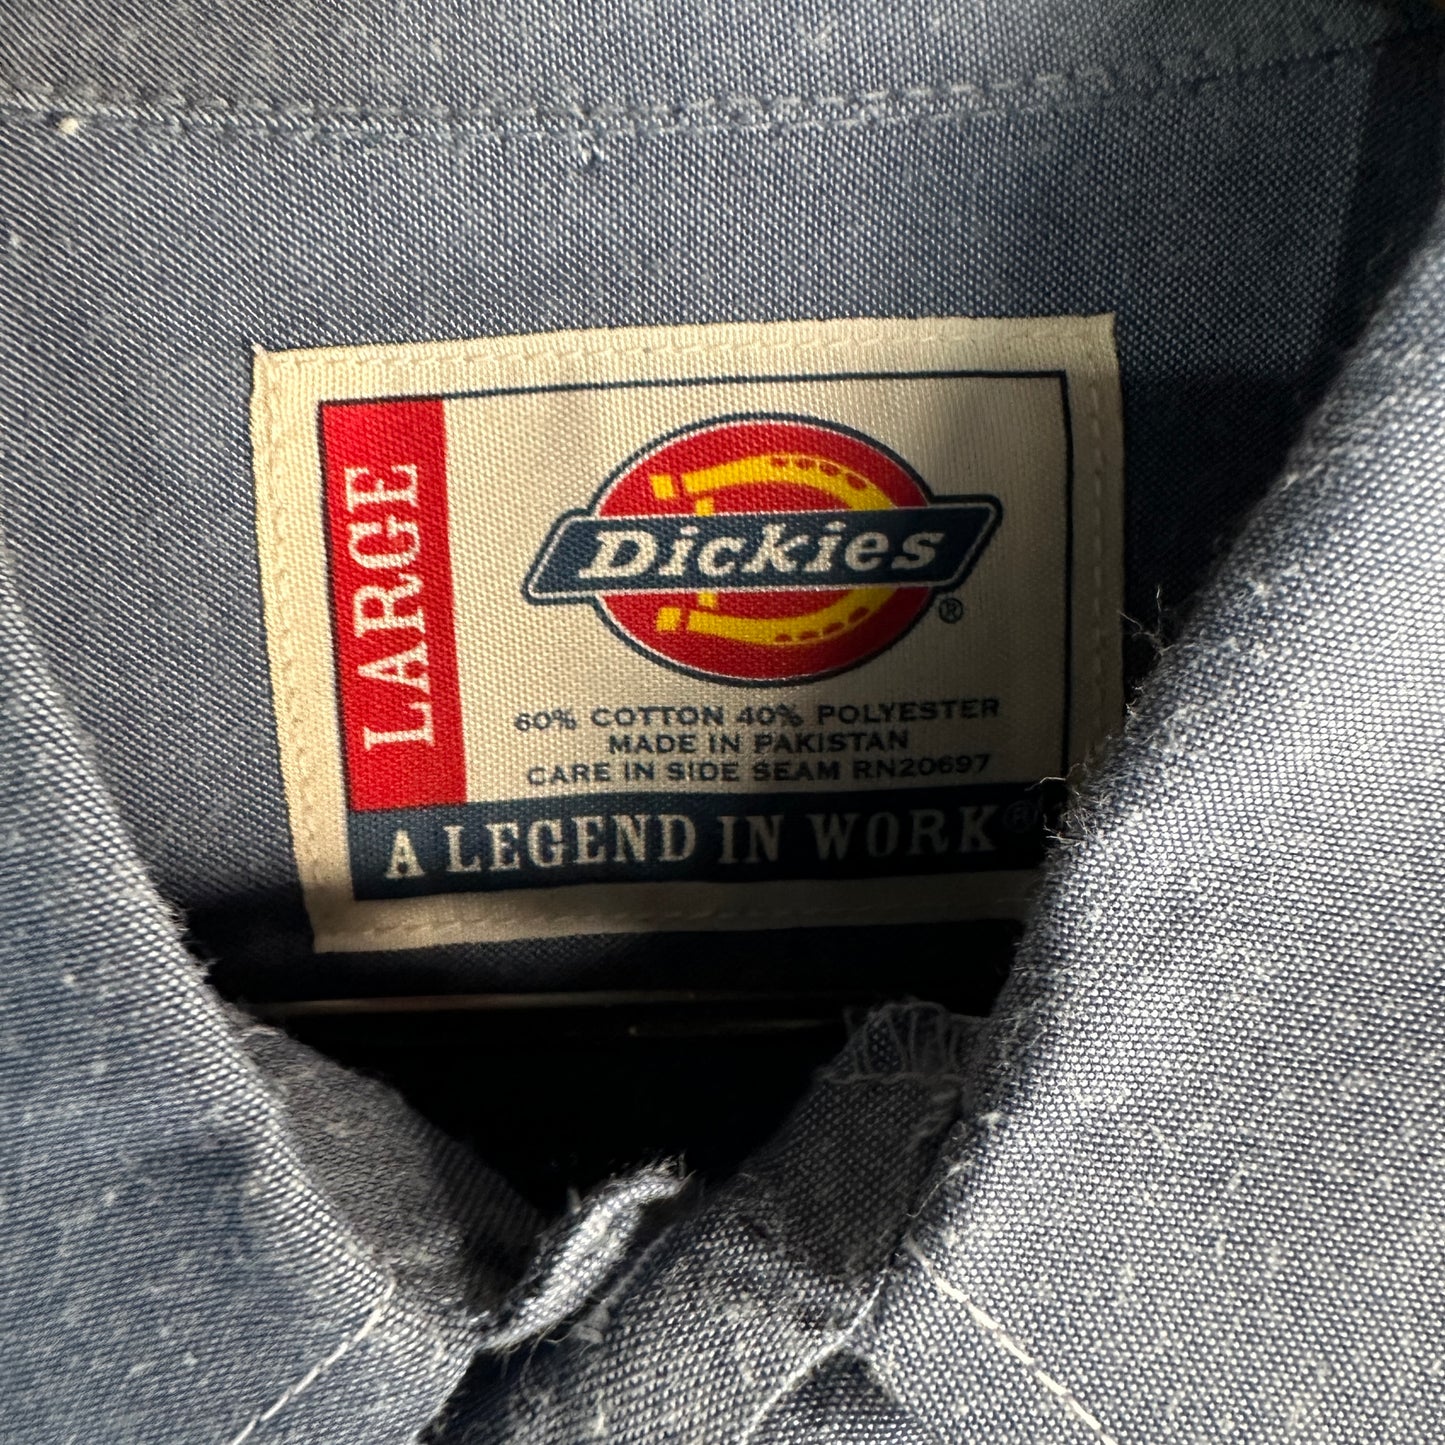 LARGE
Dickies®
60% COTTON 40% POLYESTER
MADE IN PAKISTAN
CARE IN SIDE SEAM RN20697
A LEGEND IN WORK®